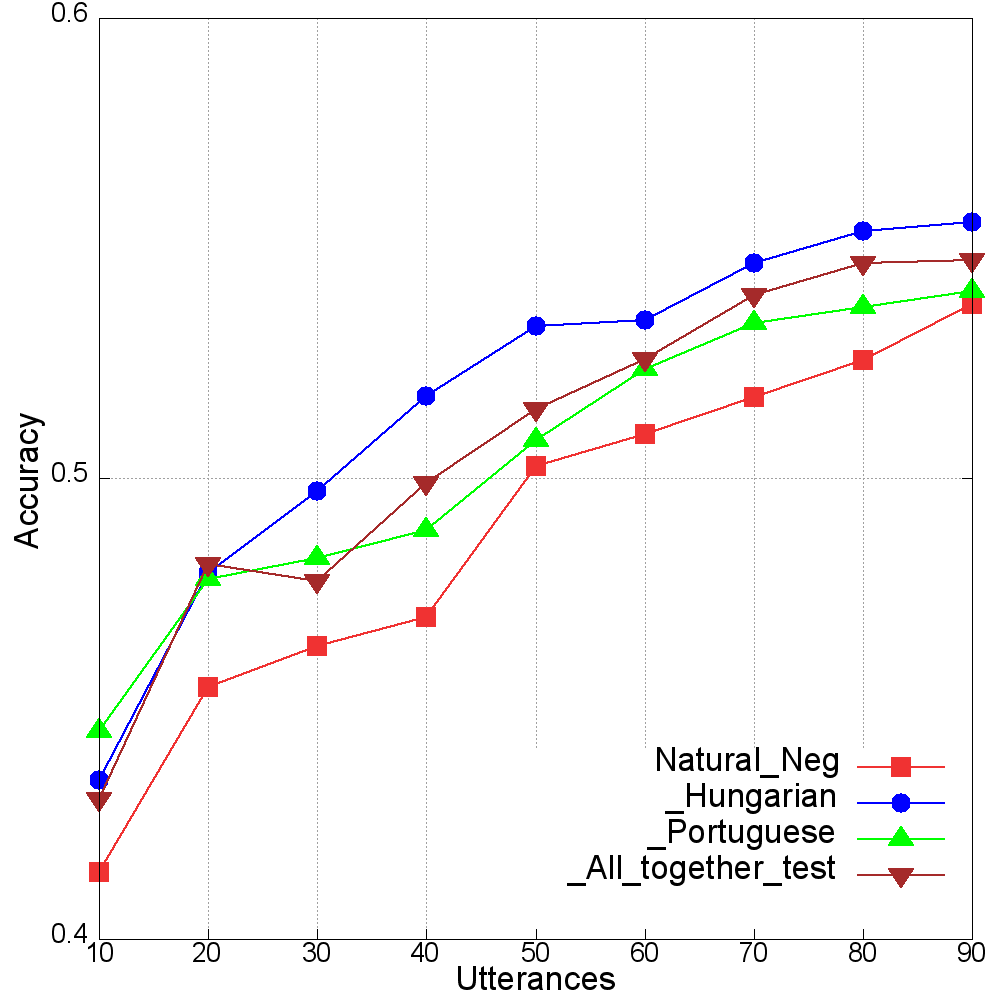 0.6
0.5
0.4
Accuracy
Natural_Neg
_Hungarian
_Portuguese
_All_together_test
10 20 30 40 50 60 70 80 90
Utterances